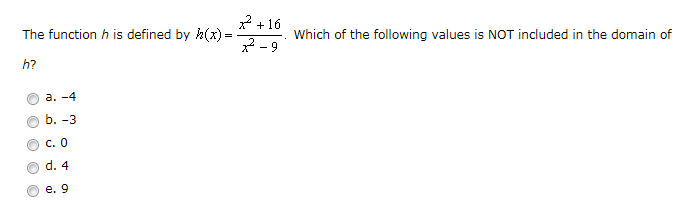 The function h is defined by h(x) = (x² + 16)/(x² – 9). Which of the following values is NOT included in the domain of
h?
a. –4
b. –3
c. 0
d. 4
e. 9